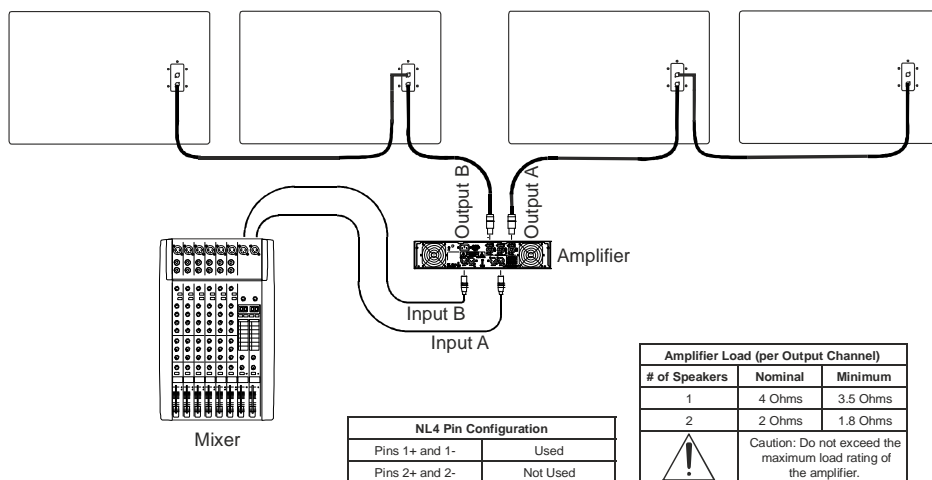 Output B
Output A
Amplifier
Input B
Input A
Mixer
Amplifier Load (per Output Channel)
# of Speakers Nominal Minimum
1 4 Ohms 3.5 Ohms
2 2 Ohms 1.8 Ohms
Caution: Do not exceed the
maximum load rating of
the amplifier.
NL4 Pin Configuration
Pins 1+ and 1- Used
Pins 2+ and 2- Not Used